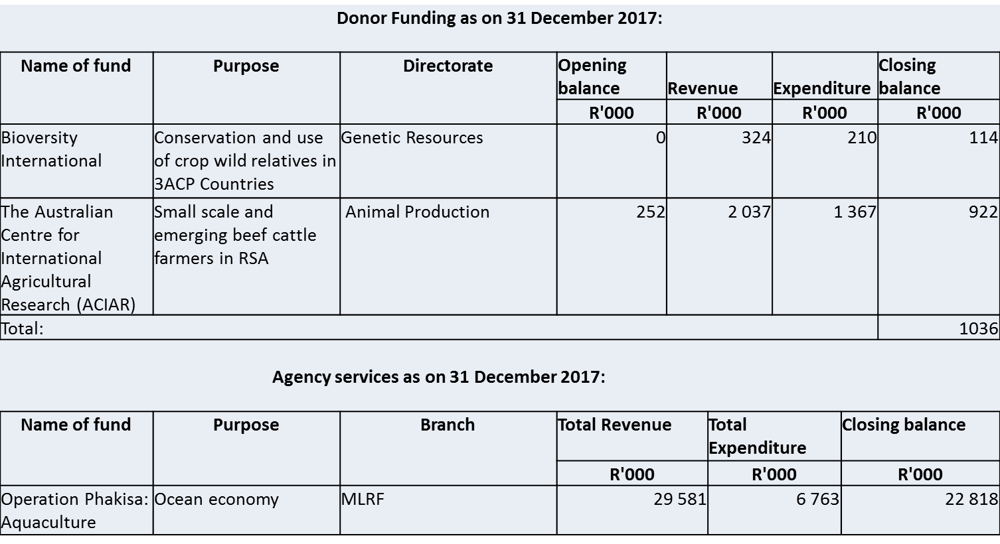 Donor Funding as on 31 December 2017:
Name of fund Purpose Directorate Opening balance Revenue Expenditure Closing balance
R'000 R'000 R'000 R'000
Bioversity Conservation and use Genetic Resources 0 324 210 114
International of crop wild relatives in
3ACP Countries
The Australian Small scale and Animal Production 252 2 037 1 367 922
Centre for emerging beef cattle
International farmers in RSA
Agricultural
Research (ACIAR)
Total: 1036
Agency services as on 31 December 2017:
Name of fund Purpose Branch Total Revenue Total Expenditure Closing balance
R'000 R'000 R'000
Operation Phakisa: Ocean economy MLRF 29 581 6 763 22 818
Aquaculture